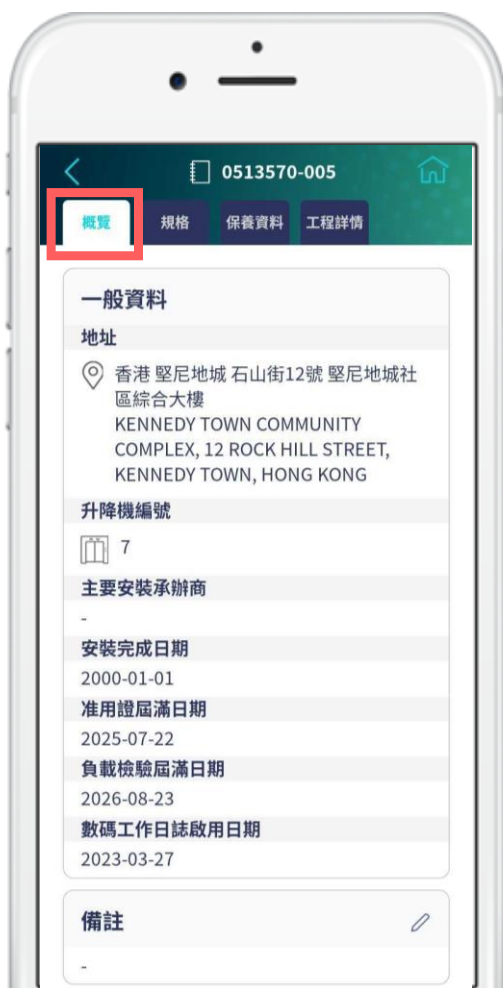 0513570-005
概覽 規格 保養資料 工程詳情
一般資料
地址
香港 堅尼地城 石山街12號 堅尼地城社
區綜合大樓
KENNEDY TOWN COMMUNITY
COMPLEX, 12 ROCK HILL STREET,
KENNEDY TOWN, HONG KONG
升降機編號
7
主要安裝承辦商
-
安裝完成日期
2000-01-01
准用證屆滿日期
2025-07-22
負載檢驗屆滿日期
2026-08-23
數碼工作日誌啟用日期
2023-03-27
備註
-